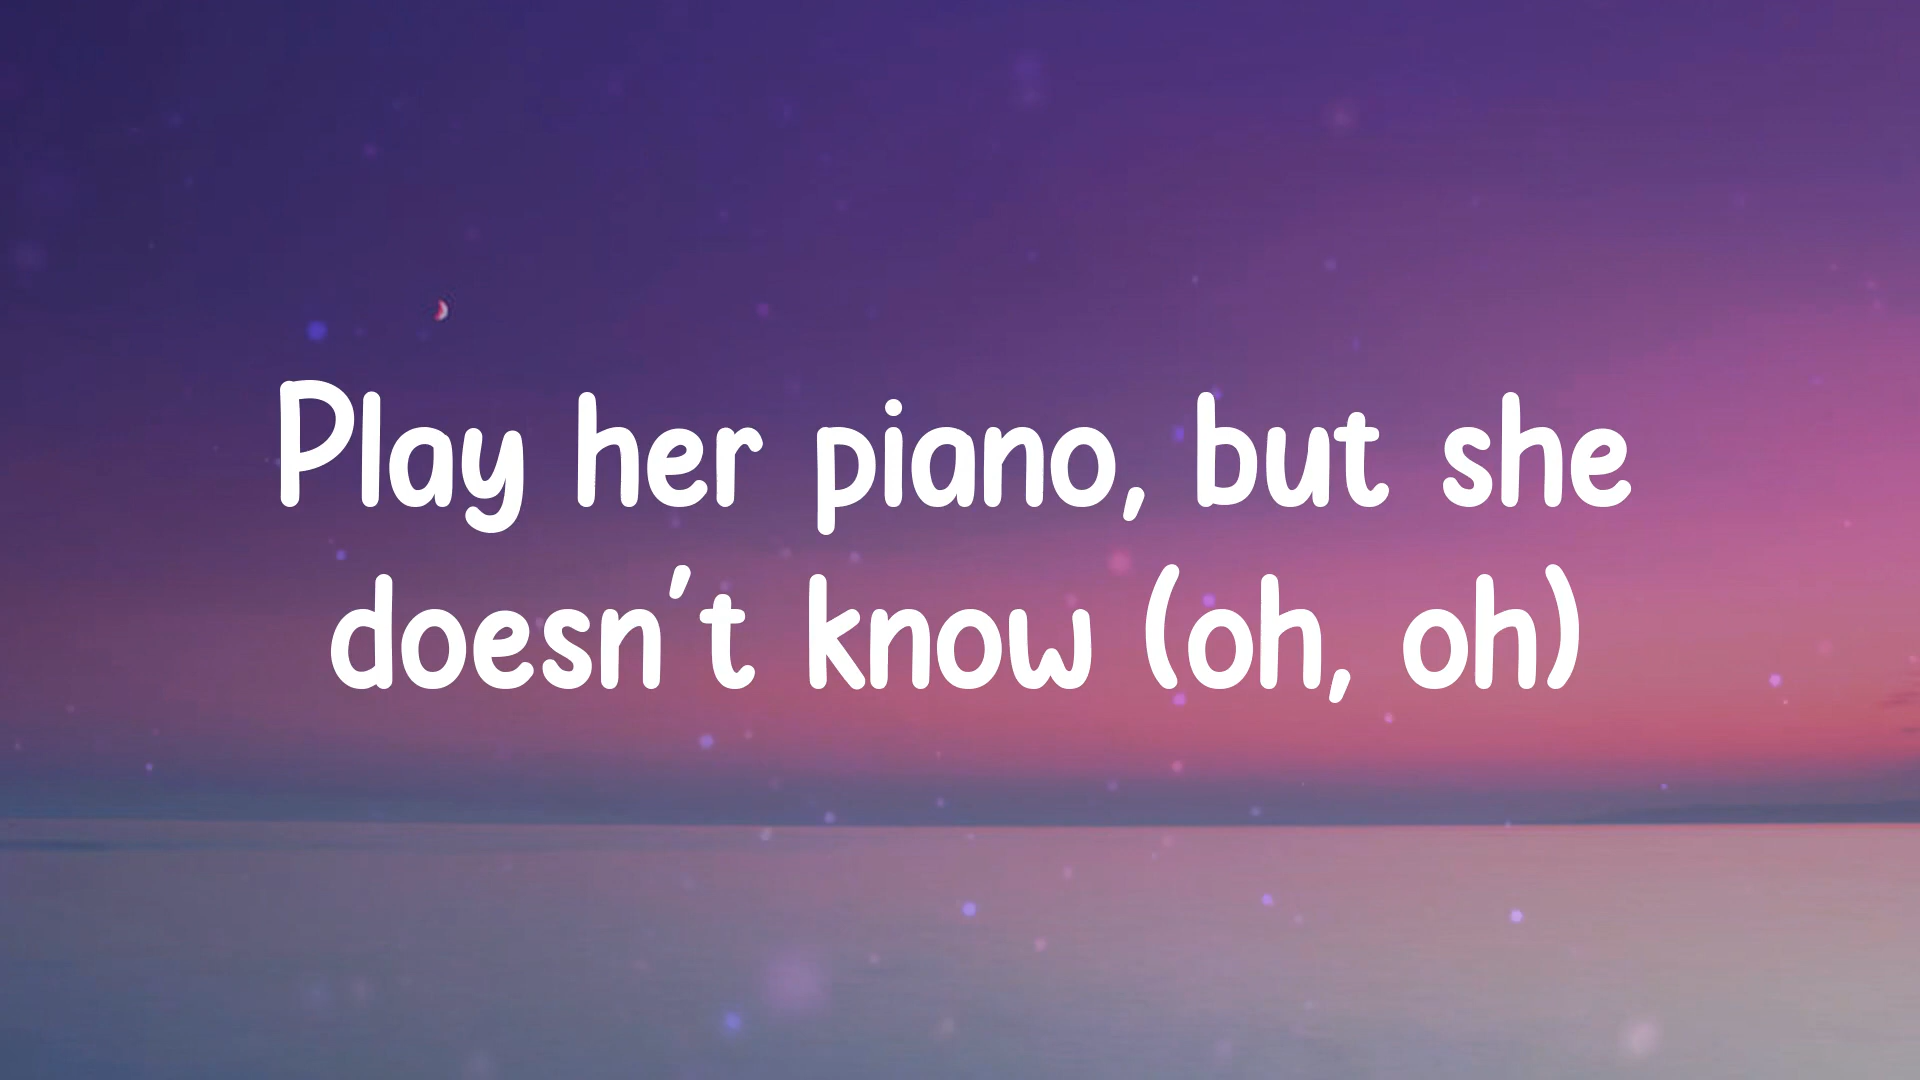 Play her piano, but she
doesn't know (oh, oh)